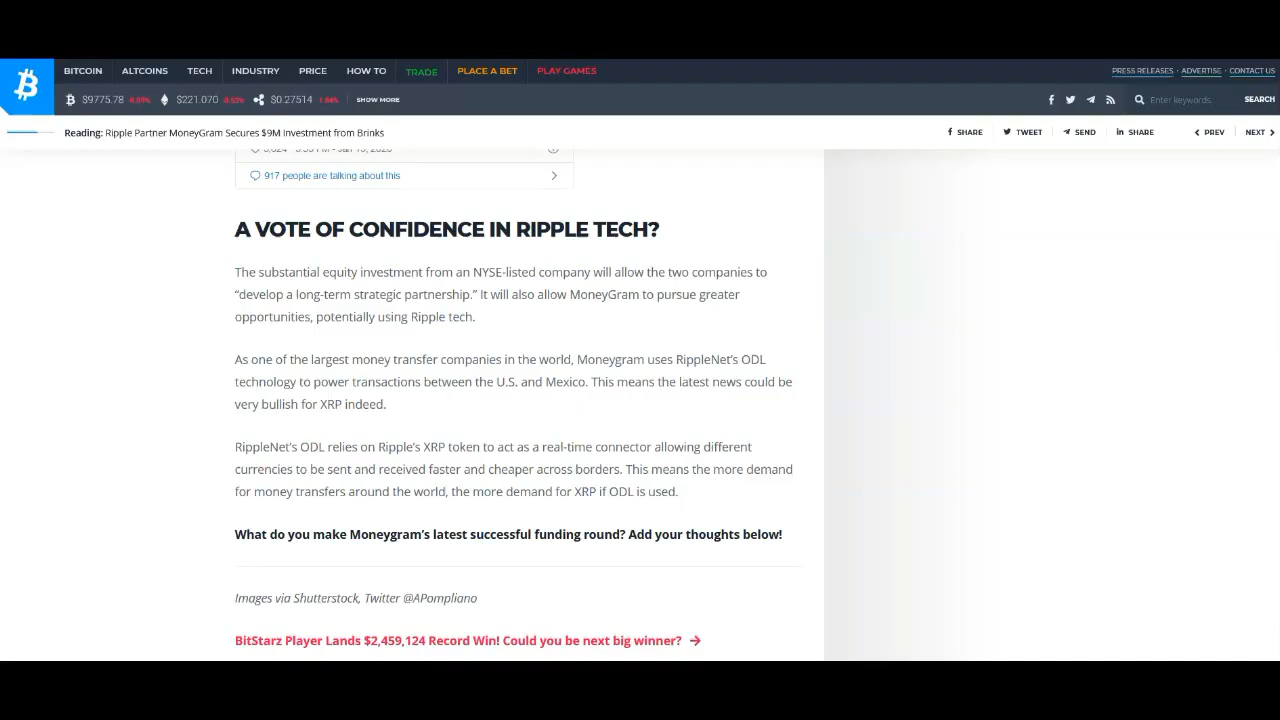 BITCOIN ALTCOINS TECH INDUSTRY PRICE HOW TO TRADE PLACE A BET PLAY GAMES PRESS RELEASES · ADVERTISE · CONTACT US
$9775.78 $221.070 0.53% $0.27514 SHOW MORE Enter keywords. SEARCH
Reading: Ripple Partner MoneyGram Secures $9M Investment from Brinks SHARE TWEET SEND SHARE PREV NEXT
917 people are talking about this
A VOTE OF CONFIDENCE IN RIPPLE TECH?
The substantial equity investment from an NYSE-listed company will allow the two companies to
“develop a long-term strategic partnership.” It will also allow MoneyGram to pursue greater
opportunities, potentially using Ripple tech.
As one of the largest money transfer companies in the world, Moneygram uses RippleNet’s ODL
technology to power transactions between the U.S. and Mexico. This means the latest news could be
very bullish for XRP indeed.
RippleNet’s ODL relies on Ripple’s XRP token to act as a real-time connector allowing different
currencies to be sent and received faster and cheaper across borders. This means the more demand
for money transfers around the world, the more demand for XRP if ODL is used.
What do you make Moneygram’s latest successful funding round? Add your thoughts below!
Images via Shutterstock, Twitter @APompliano
BitStarz Player Lands $2,459,124 Record Win! Could you be next big winner?